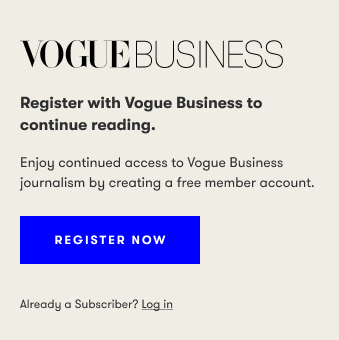 VOGUE BUSINESS
Register with Vogue Business to
continue reading.
Enjoy continued access to Vogue Business
journalism by creating a free member account.
REGISTER NOW
Already a Subscriber? Log in